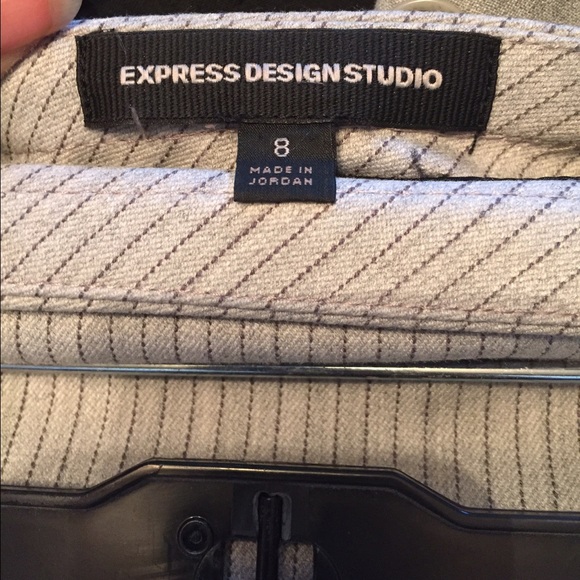 EXPRESS DESIGN STUDIO
8
MADE IN
JORDAN